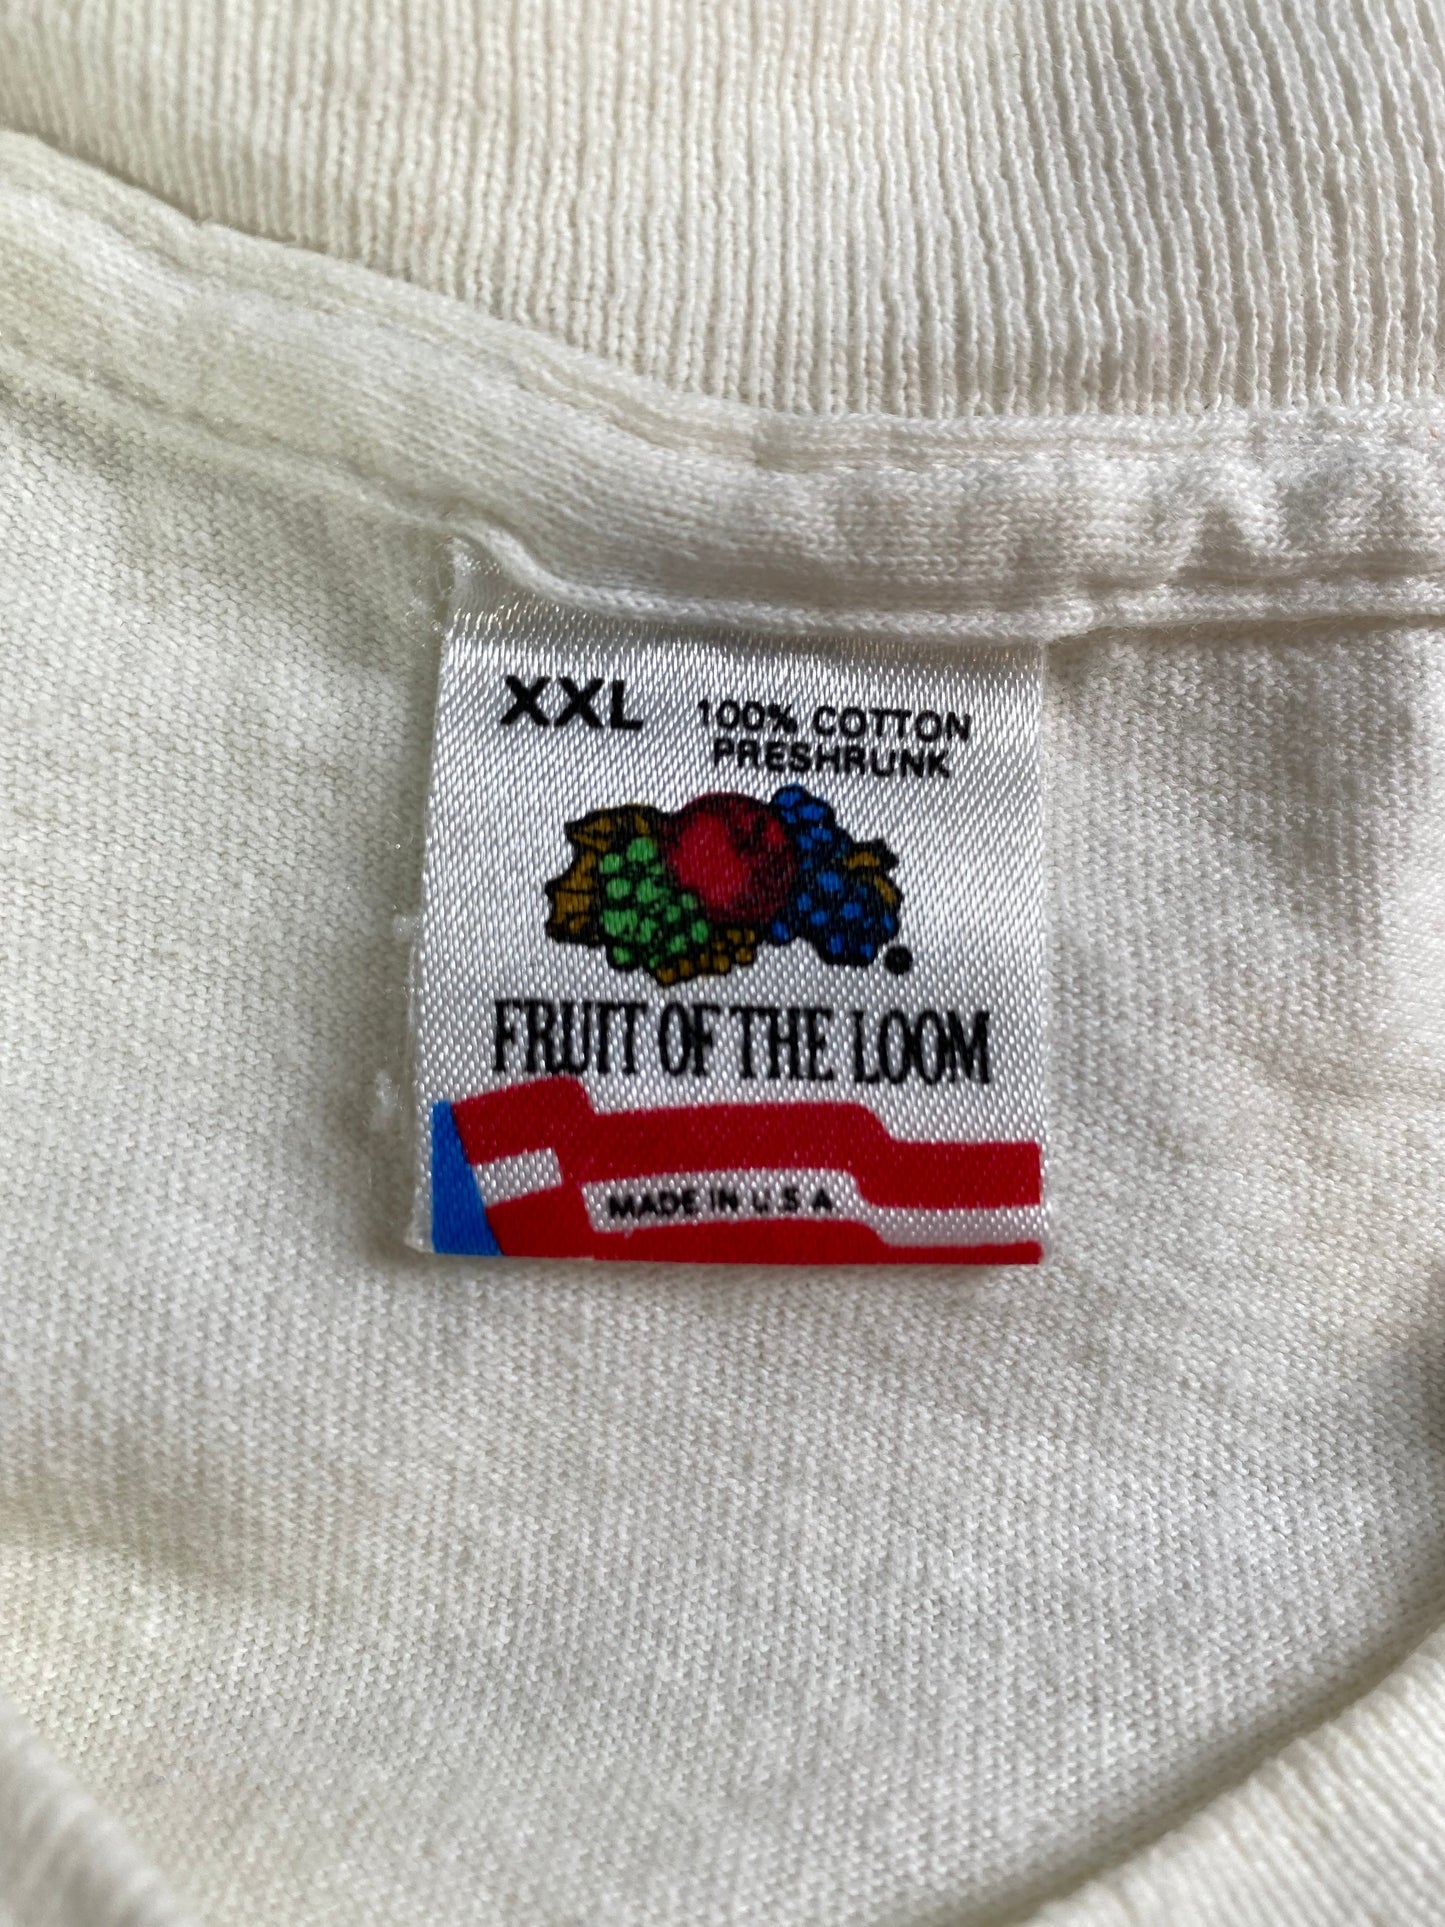 XXL 100% COTTON
PRESHRUNK
FRUIT OF THE LOOM
MADE IN U.S.A